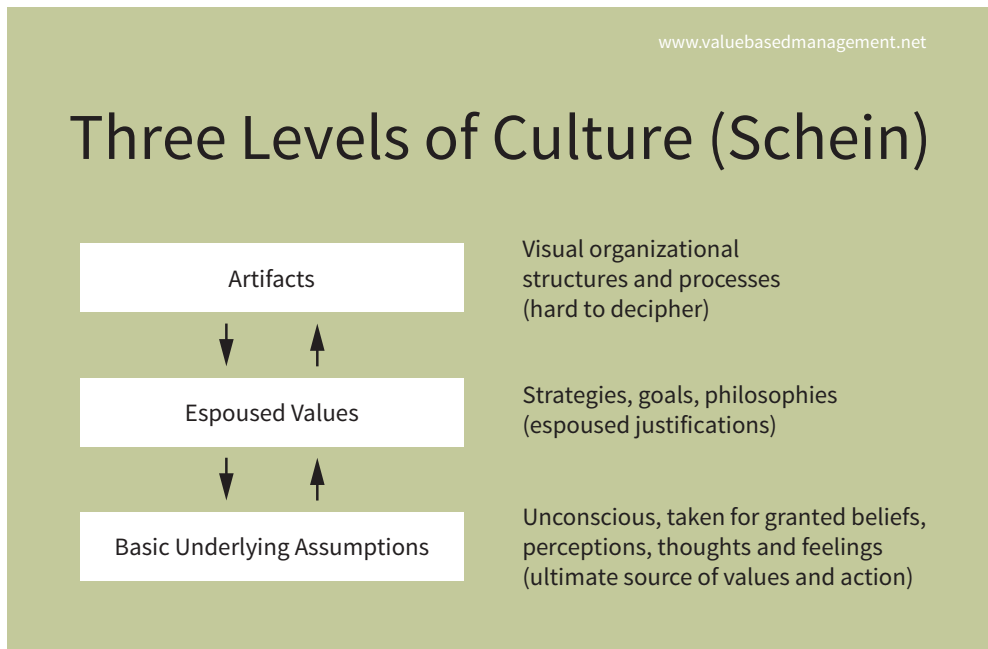 www.valuebasedmanagement.net
Three Levels of Culture (Schein)
Artifacts
Visual organizational
structures and processes
(hard to decipher)
Espoused Values
Strategies, goals, philosophies
(espoused justifications)
Basic Underlying Assumptions
Unconscious, taken for granted beliefs,
perceptions, thoughts and feelings
(ultimate source of values and action)